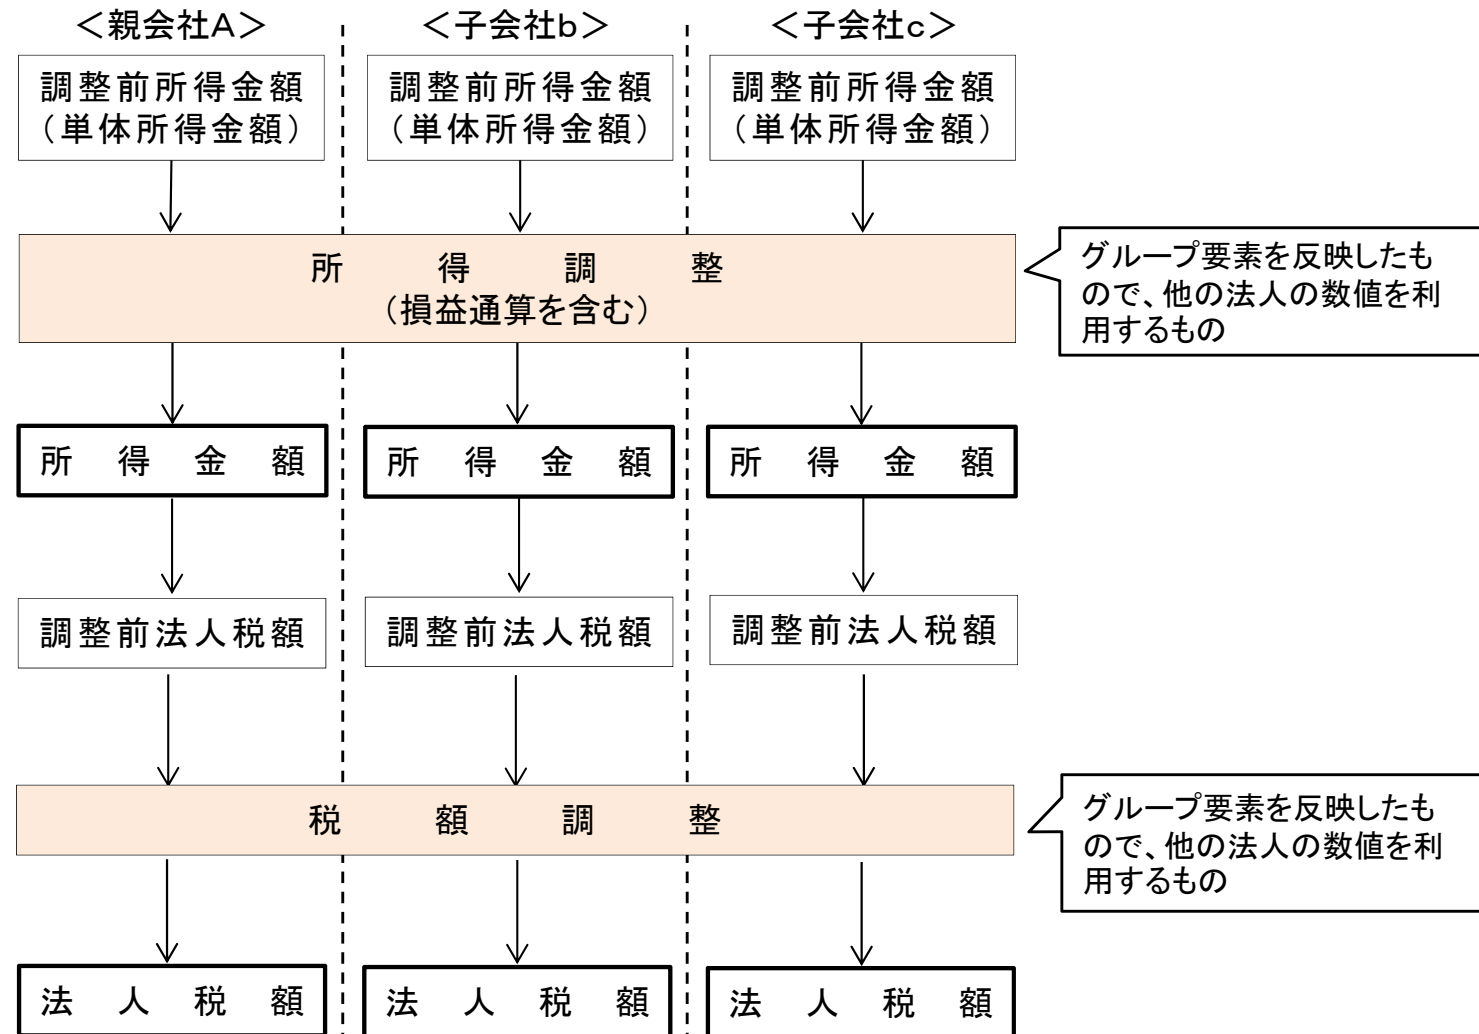 ＜親会社A＞
＜子会社b＞
＜子会社c＞
調整前所得金額
（単体所得金額）
調整前所得金額
（単体所得金額）
調整前所得金額
（単体所得金額）
所得調整
（損益通算を含む）
グループ要素を反映したも
ので、他の法人の数値を利
用するもの
所得金額
所得金額
所得金額
調整前法人税額
調整前法人税額
調整前法人税額
税額調整
グループ要素を反映したも
ので、他の法人の数値を利
用するもの
法人税額
法人税額
法人税額